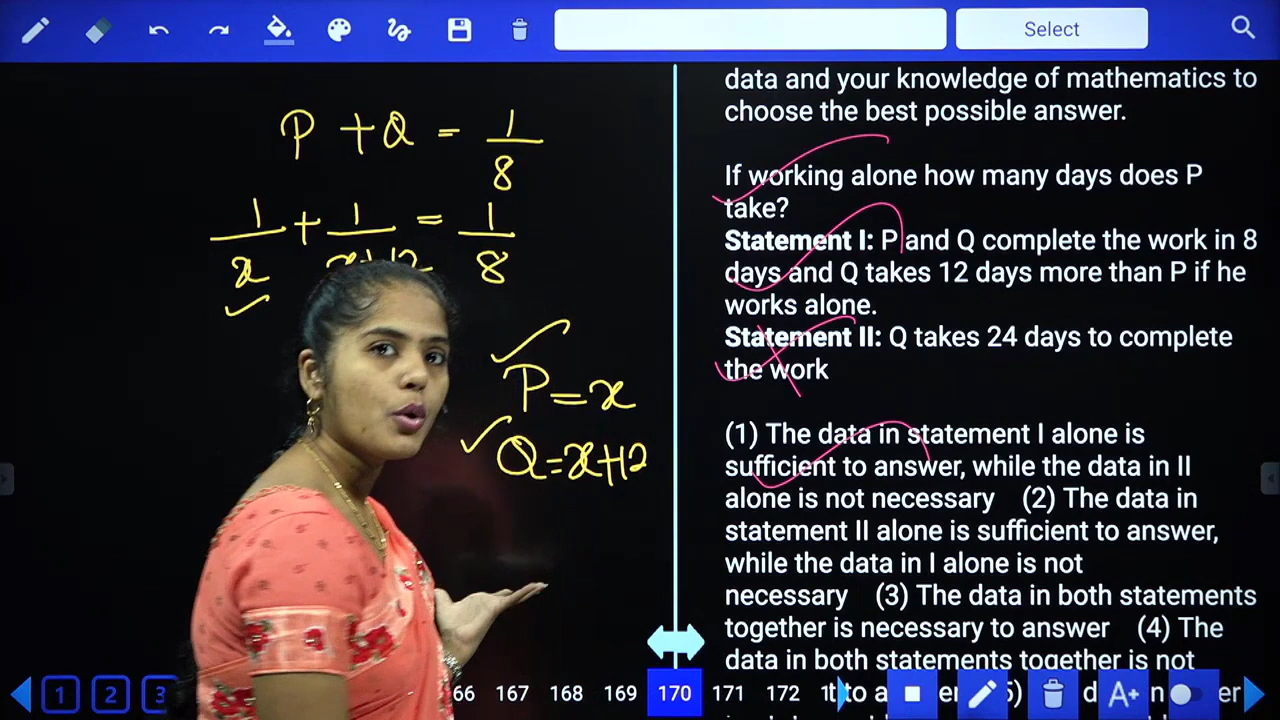 Select
P + Q = 1/8
1/x + 1/x+12 = 1/8
P = x
Q = x+12
data and your knowledge of mathematics to
choose the best possible answer.
If working alone how many days does P
take?
Statement I: P and Q complete the work in 8
days and Q takes 12 days more than P if he
works alone.
Statement II: Q takes 24 days to complete
the work
(1) The data in statement I alone is
sufficient to answer, while the data in II
alone is not necessary (2) The data in
statement II alone is sufficient to answer,
while the data in I alone is not
necessary (3) The data in both statements
together is necessary to answer (4) The
data in both statements together is not
1 2 3 66 167 168 169 170 171 172 A+